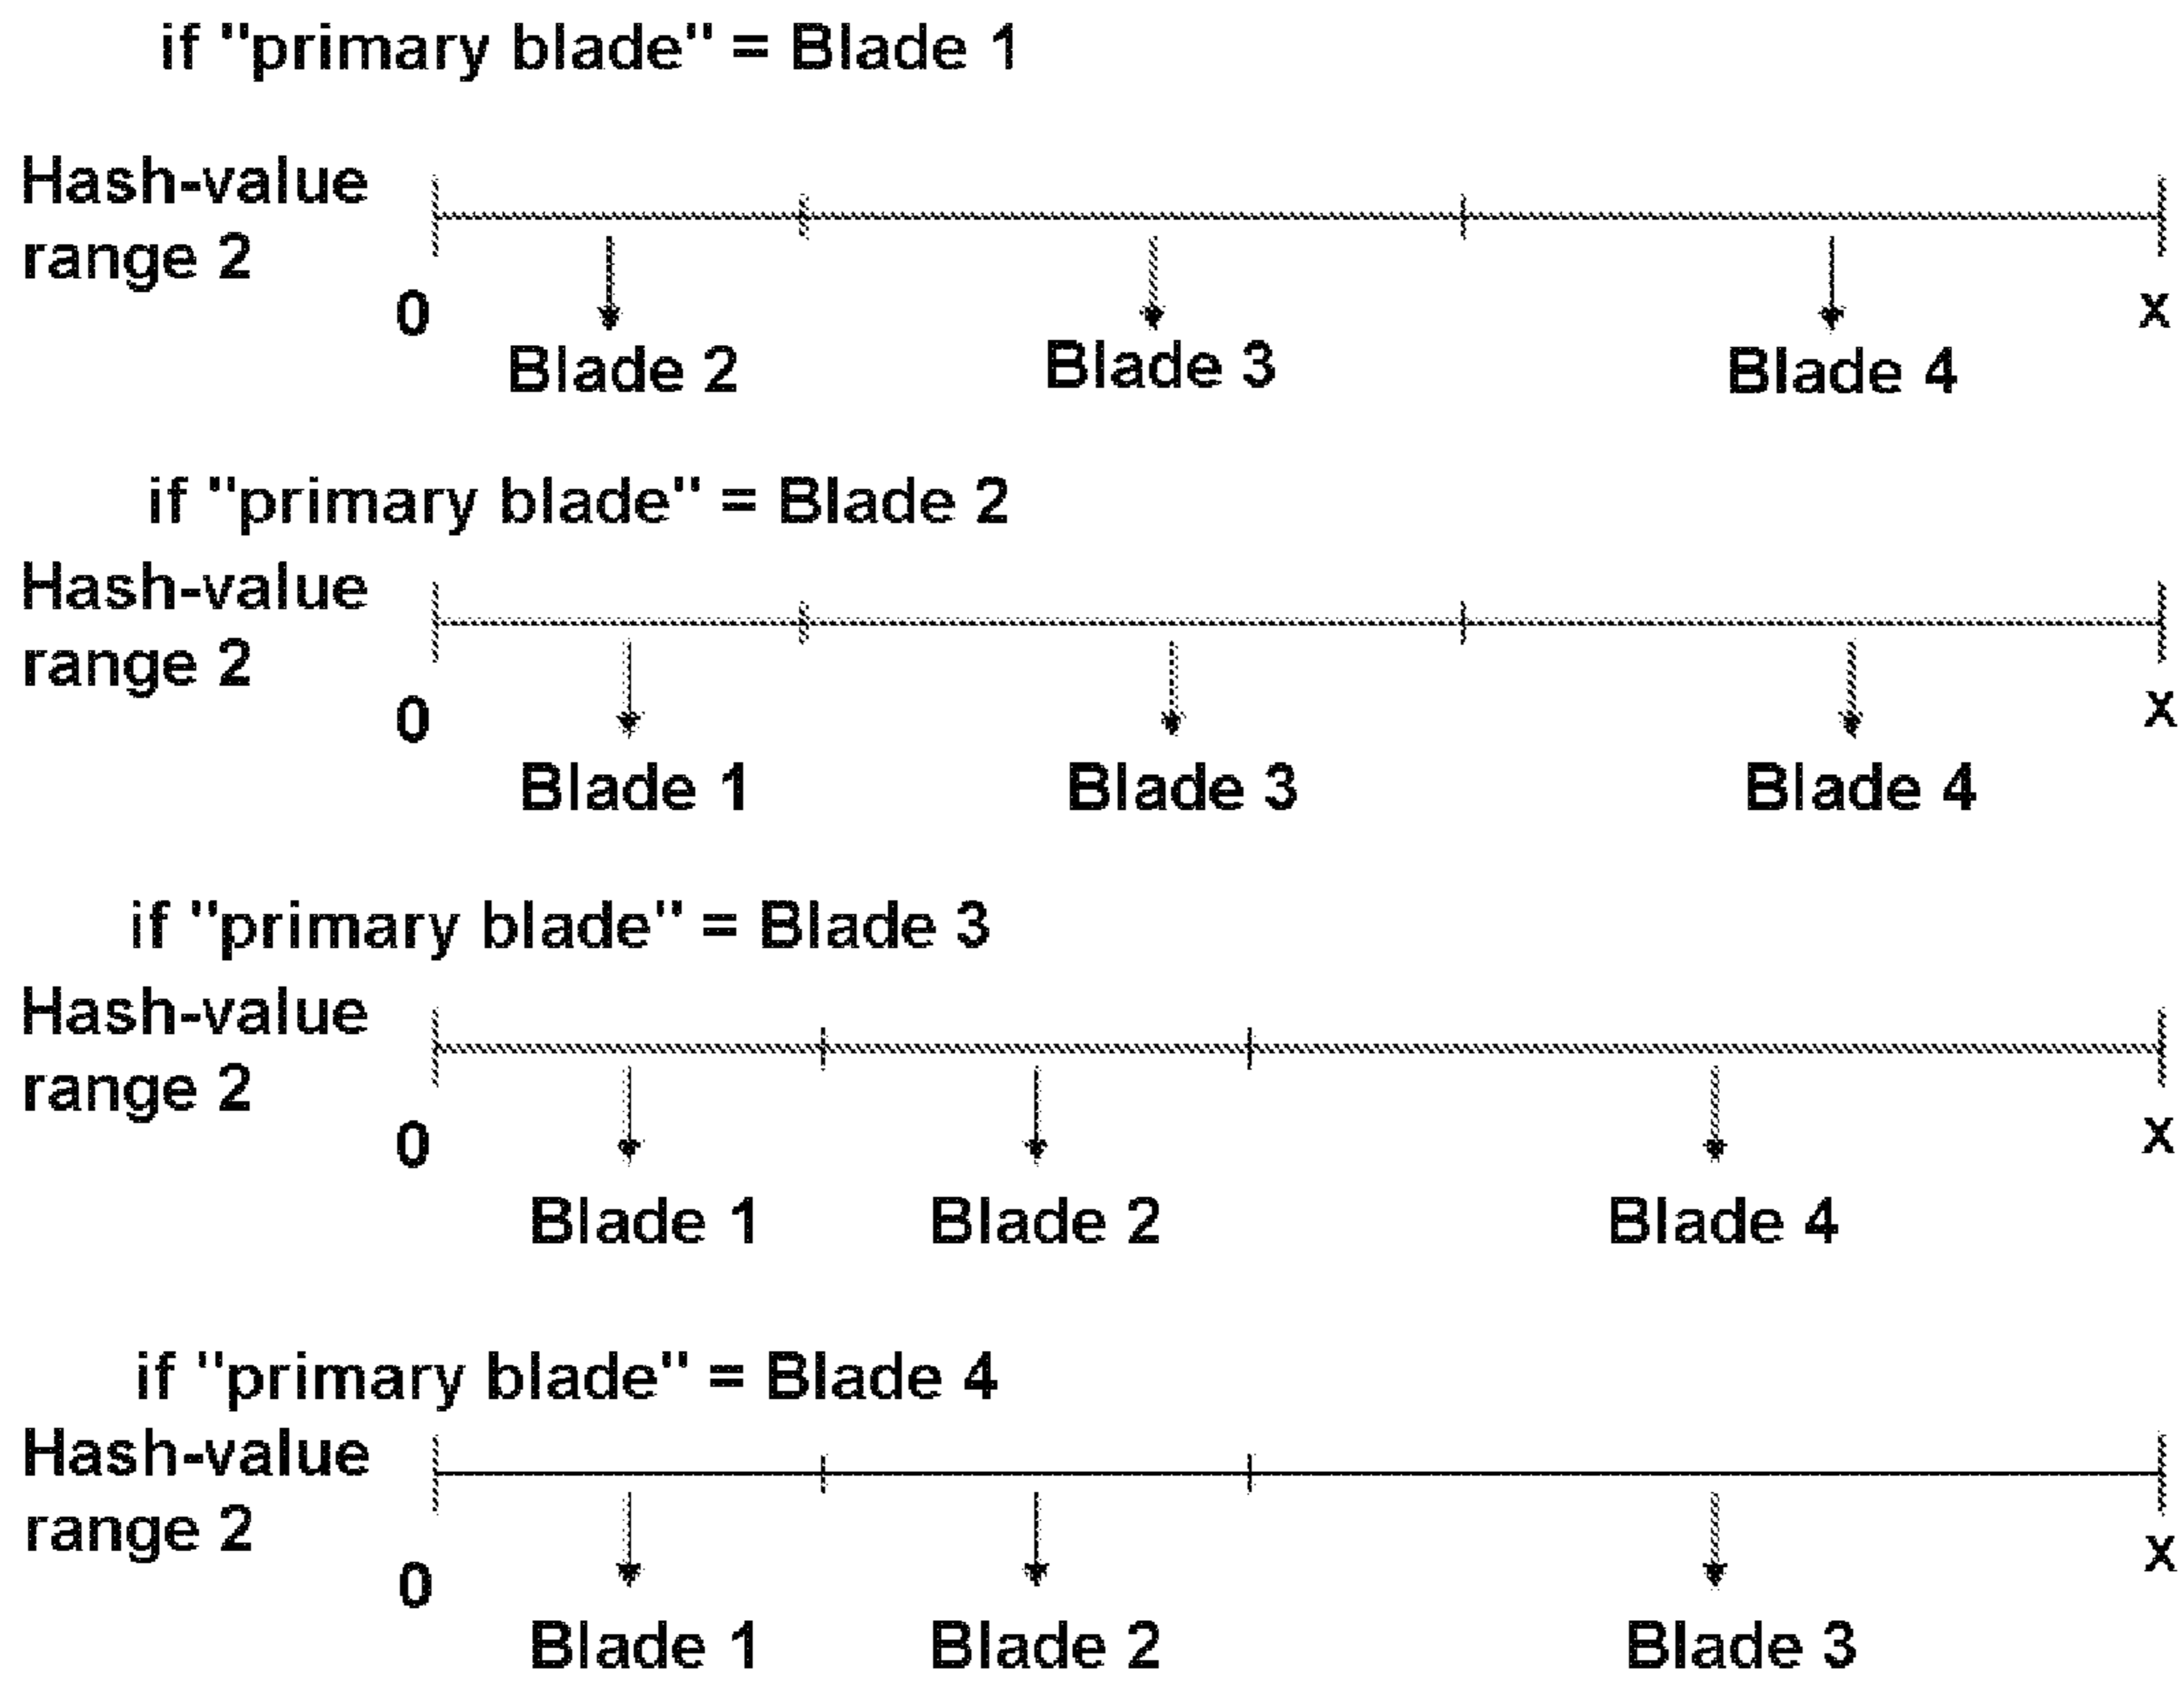 if "primary blade" = Blade 1
Hash-value
range 2
0
x
Blade 2
Blade 3
Blade 4
if "primary blade" = Blade 2
Hash-value
range 2
0
x
Blade 1
Blade 3
Blade 4
if "primary blade" = Blade 3
Hash-value
range 2
0
x
Blade 1
Blade 2
Blade 4
if "primary blade" = Blade 4
Hash-value
range 2
0
x
Blade 1
Blade 2
Blade 3